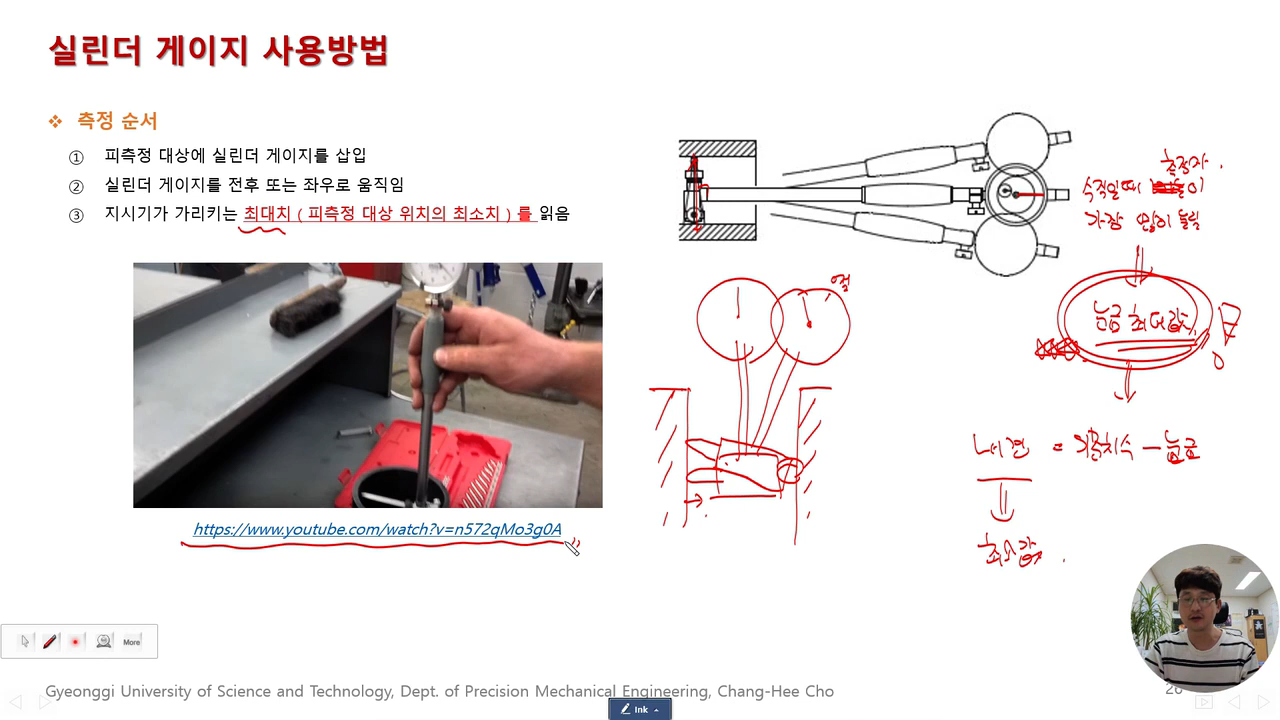 실린더 게이지 사용방법
❖ 측정 순서
① 피측정 대상에 실린더 게이지를 삽입
② 실린더 게이지를 전후 또는 좌우로 움직임
③ 지시기가 가리키는 최대치 ( 피측정 대상 위치의 최소치 ) 를 읽음
측정자
수직일때 이
가장 많이 눌림
눈금 최대값
내경 = 기준치수 - 눈금
최소값
https://www.youtube.com/watch?v=n572qMo3g0A
More
Gyeonggi University of Science and Technology, Dept. of Precision Mechanical Engineering, Chang-Hee Cho
Ink